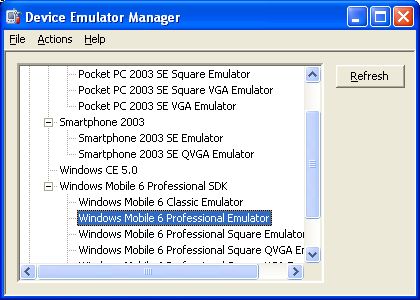 Device Emulator Manager
File Actions Help
Pocket PC 2003 SE Square Emulator
Pocket PC 2003 SE Square VGA Emulator
Pocket PC 2003 SE VGA Emulator
Smartphone 2003
Smartphone 2003 SE Emulator
Smartphone 2003 SE QVGA Emulator
Windows CE 5.0
Windows Mobile 6 Professional SDK
Windows Mobile 6 Classic Emulator
Windows Mobile 6 Professional Emulator
Windows Mobile 6 Professional Square Emulator
Windows Mobile 6 Professional Square QVGA Er
Refresh